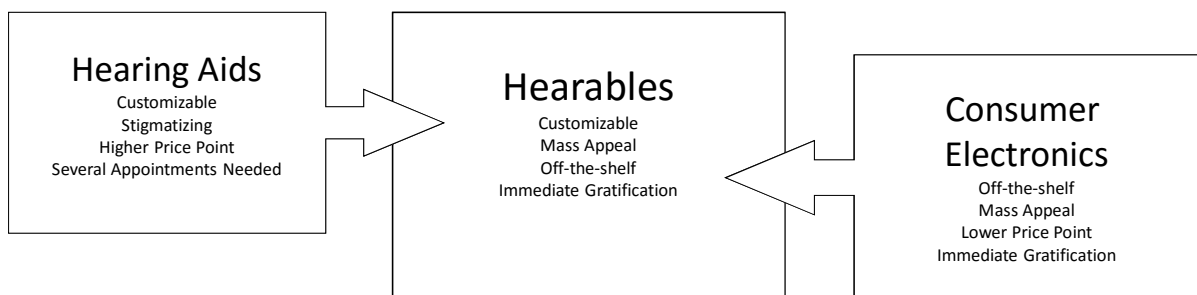 Hearing Aids
Customizable
Stigmatizing
Higher Price Point
Several Appointments Needed
Hearables
Customizable
Mass Appeal
Off-the-shelf
Immediate Gratification
Consumer
Electronics
Off-the-shelf
Mass Appeal
Lower Price Point
Immediate Gratification